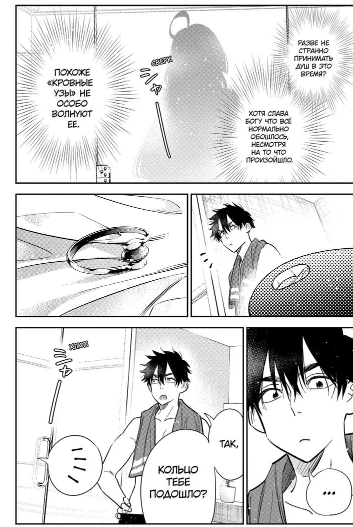 РАЗВЕ НЕ
СТРАННО
ПРИНИМАТЬ
ДУШ В ЭТО
ВРЕМЯ?
ПОХОЖЕ
«КРОВНЫЕ
УЗЫ» НЕ
ОСОБО
ВОЛНУЮТ
ЕЕ.
ХОТЯ СЛАВА
БОГУ ЧТО ВСЁ
НОРМАЛЬНО
ОБОШЛОСЬ,
НЕСМОТРЯ
НА ТО ЧТО
ПРОИЗОШЛО.
ТАК,
КОЛЬЦО
ТЕБЕ
ПОДОШЛО?
...